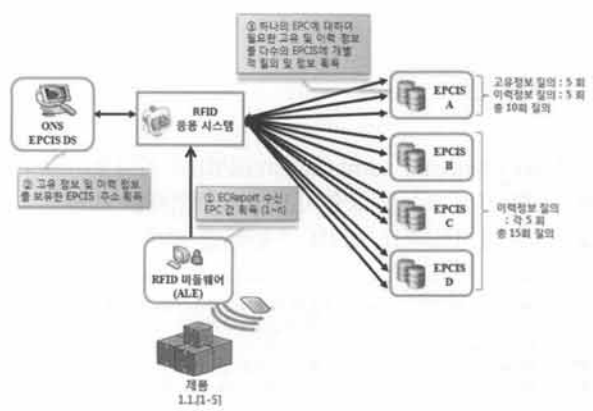 ③ 하나의 EPC에 대하여
필요한 고유 및 이력 정보
를 다수의 EPCIS에 개별
적 질의 및 정보 획득
ONS
EPCIS DS
RFID
응용 시스템
EPCIS
A
고유정보 질의 : 5 회
이력정보 질의 : 5 회
총 10회 질의
EPCIS
B
② 고유 정보 및 이력 정보
를 보유한 EPCIS 주소 획득
① ECReport 수신
EPC 값 획득 (1~n)
EPCIS
C
이력정보 질의
: 각 5 회
총 15회 질의
RFID 미들웨어
(ALE)
EPCIS
D
제품
1.1.[1-5]